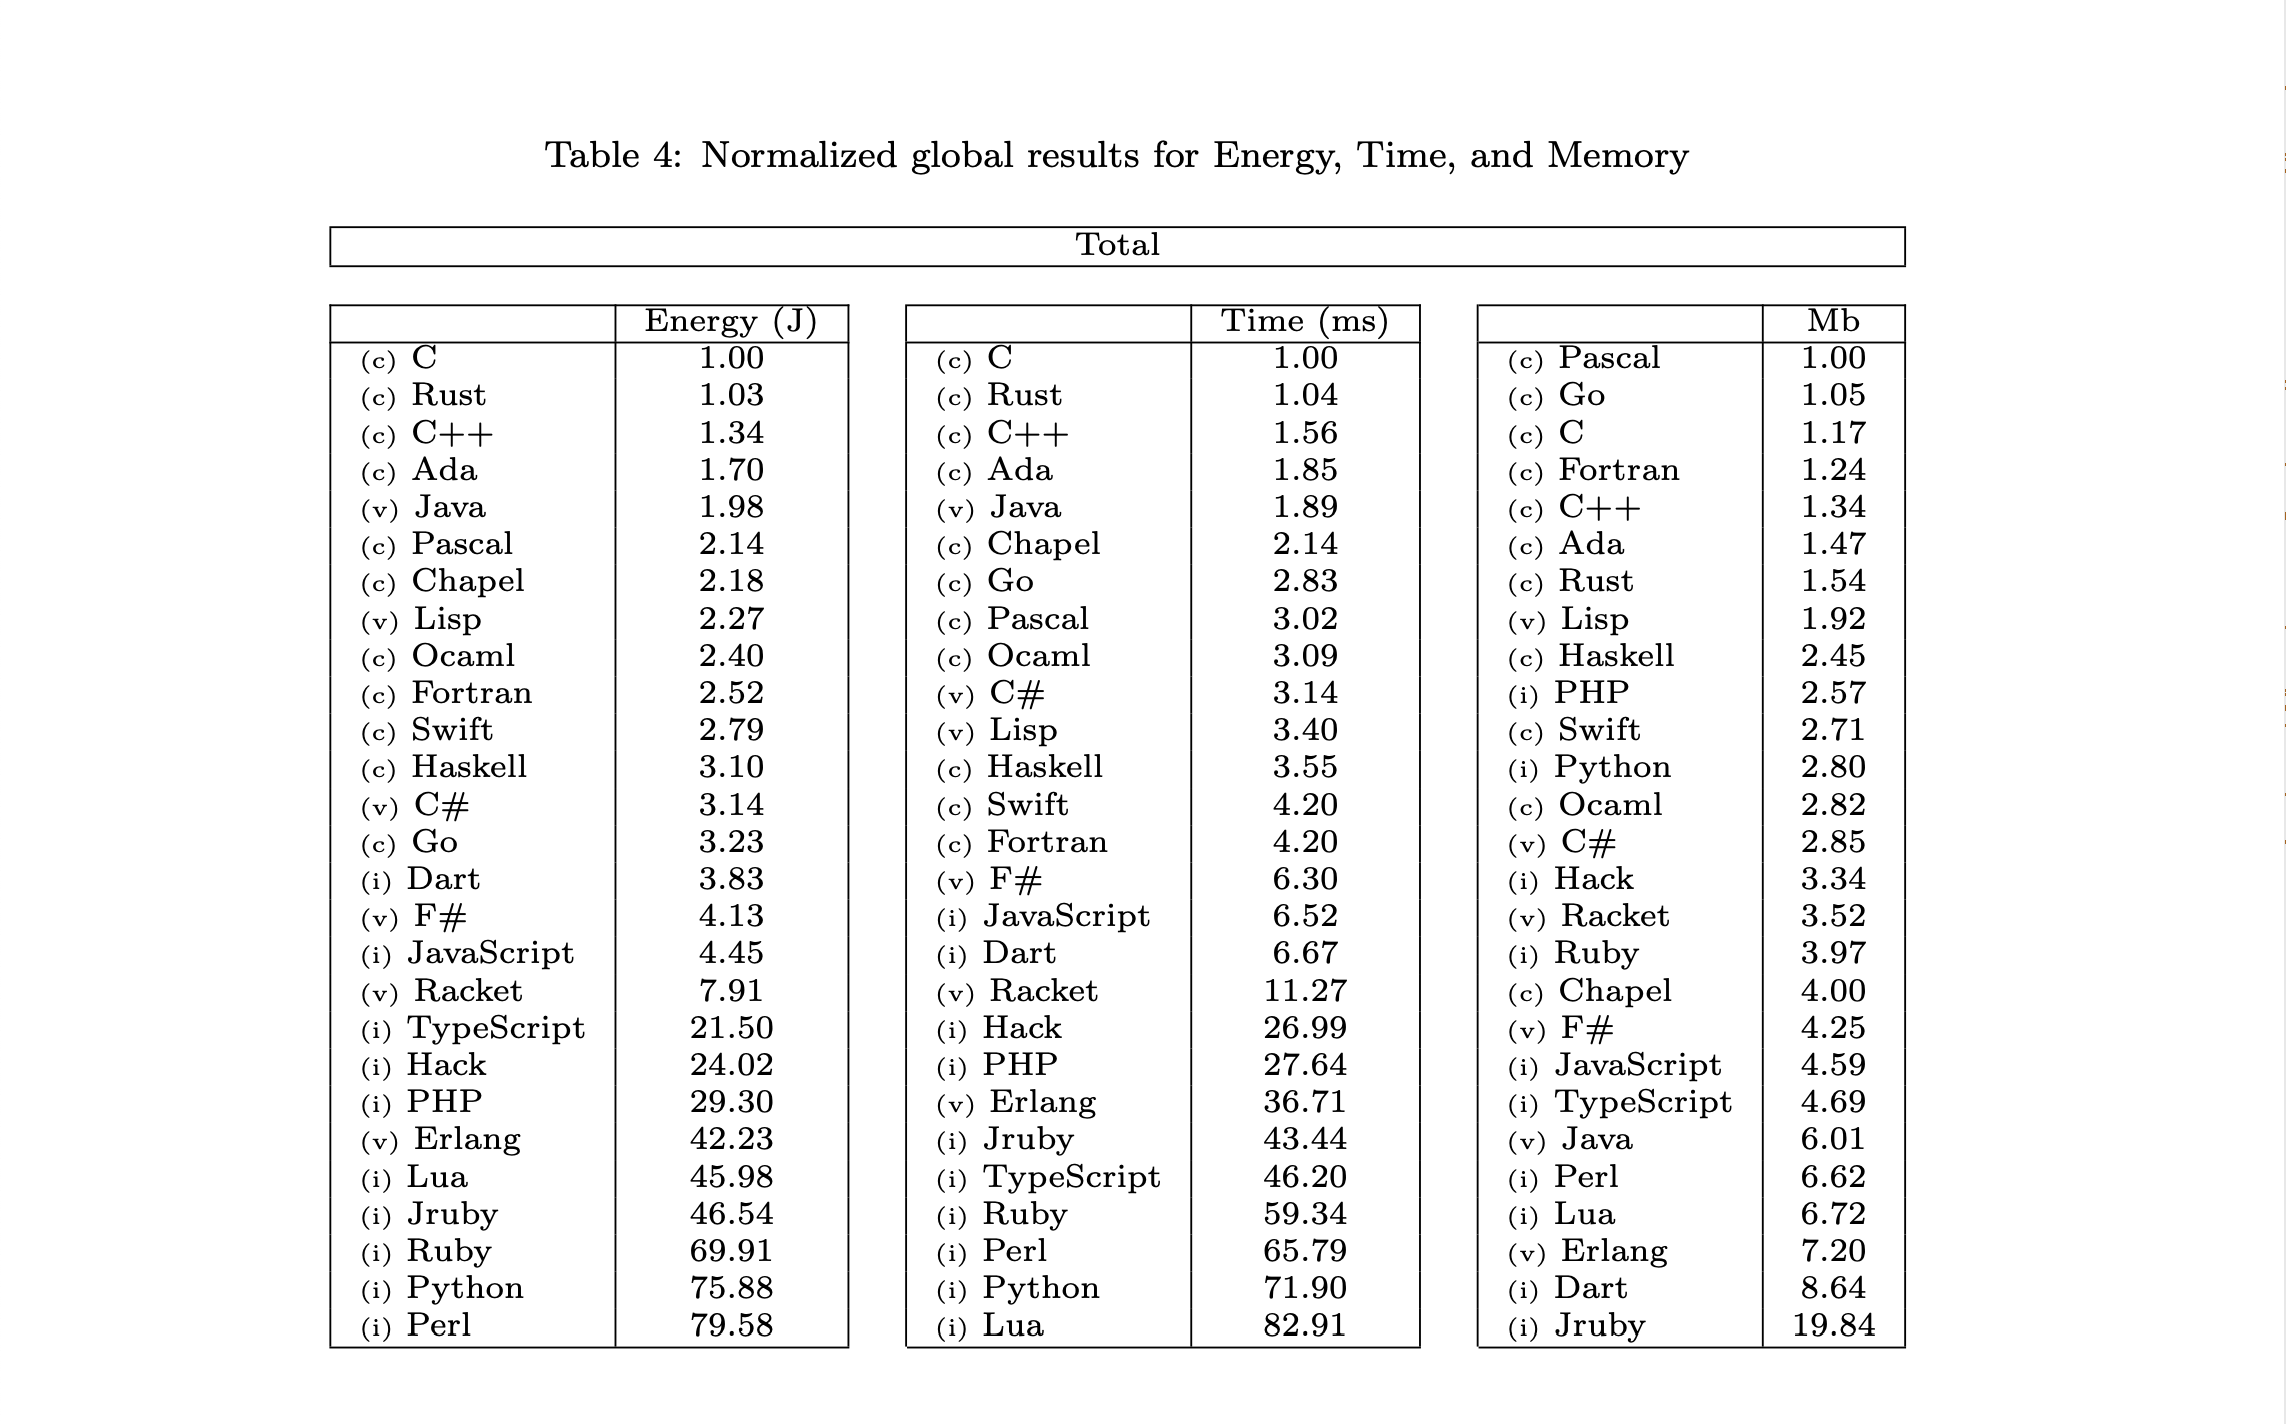 Table 4: Normalized global results for Energy, Time, and Memory
Total
Energy (J)
(c) C 1.00
(c) Rust 1.03
(c) C++ 1.34
(c) Ada 1.70
(v) Java 1.98
(c) Pascal 2.14
(c) Chapel 2.18
(v) Lisp 2.27
(c) Ocaml 2.40
(c) Fortran 2.52
(c) Swift 2.79
(c) Haskell 3.10
(v) C# 3.14
(c) Go 3.23
(i) Dart 3.83
(v) F# 4.13
(i) JavaScript 4.45
(v) Racket 7.91
(i) TypeScript 21.50
(i) Hack 24.02
(i) PHP 29.30
(v) Erlang 42.23
(i) Lua 45.98
(i) Jruby 46.54
(i) Ruby 69.91
(i) Python 75.88
(i) Perl 79.58
Time (ms)
(c) C 1.00
(c) Rust 1.04
(c) C++ 1.56
(c) Ada 1.85
(v) Java 1.89
(c) Chapel 2.14
(c) Go 2.83
(c) Pascal 3.02
(c) Ocaml 3.09
(v) C# 3.14
(v) Lisp 3.40
(c) Haskell 3.55
(c) Swift 4.20
(c) Fortran 4.20
(v) F# 6.30
(i) JavaScript 6.52
(i) Dart 6.67
(v) Racket 11.27
(i) Hack 26.99
(i) PHP 27.64
(v) Erlang 36.71
(i) Jruby 43.44
(i) TypeScript 46.20
(i) Ruby 59.34
(i) Perl 65.79
(i) Python 71.90
(i) Lua 82.91
Mb
(c) Pascal 1.00
(c) Go 1.05
(c) C 1.17
(c) Fortran 1.24
(c) C++ 1.34
(c) Ada 1.47
(c) Rust 1.54
(v) Lisp 1.92
(c) Haskell 2.45
(i) PHP 2.57
(c) Swift 2.71
(i) Python 2.80
(c) Ocaml 2.82
(v) C# 2.85
(i) Hack 3.34
(v) Racket 3.52
(i) Ruby 3.97
(c) Chapel 4.00
(v) F# 4.25
(i) JavaScript 4.59
(i) TypeScript 4.69
(v) Java 6.01
(i) Perl 6.62
(i) Lua 6.72
(v) Erlang 7.20
(i) Dart 8.64
(i) Jruby 19.84